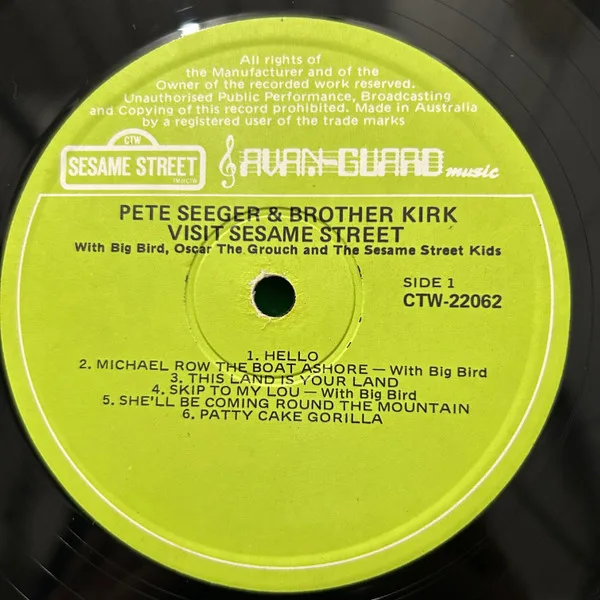 All rights of
the Manufacturer and of the
Owner of the recorded work reserved.
Unauthorised Public Performance, Broadcasting
and Copying of this record prohibited. Made in Australia
by a registered user of the trade marks
CTW
SESAME STREET
AVAN-GUARD music
PETE SEEGER & BROTHER KIRK
VISIT SESAME STREET
With Big Bird, Oscar The Grouch and The Sesame Street Kids
SIDE 1
CTW-22062
1. HELLO
2. MICHAEL ROW THE BOAT ASHORE — With Big Bird
3. THIS LAND IS YOUR LAND
4. SKIP TO MY LOU — With Big Bird
5. SHE'LL BE COMING ROUND THE MOUNTAIN
6. PATTY CAKE GORILLA